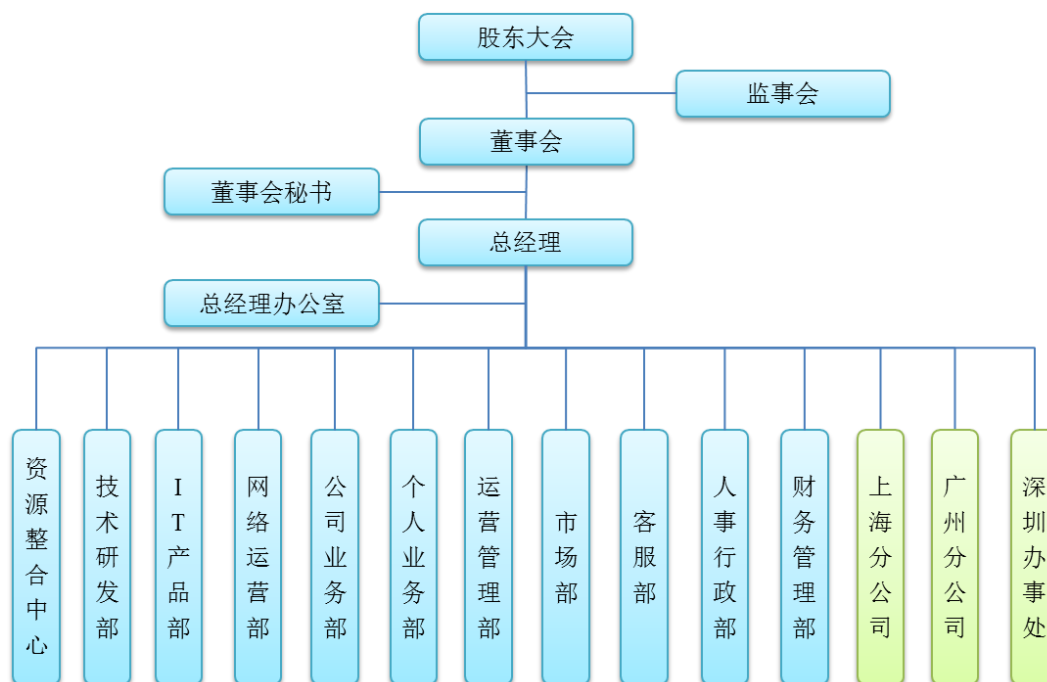 股东大会
监事会
董事会
董事会秘书
总经理
总经理办公室
资源整合中心
技术研发部
IT产品部
网络运营部
公司业务部
个人业务部
运营管理部
市场部
客服部
人事行政部
财务管理部
上海分公司
广州分公司
深圳办事处